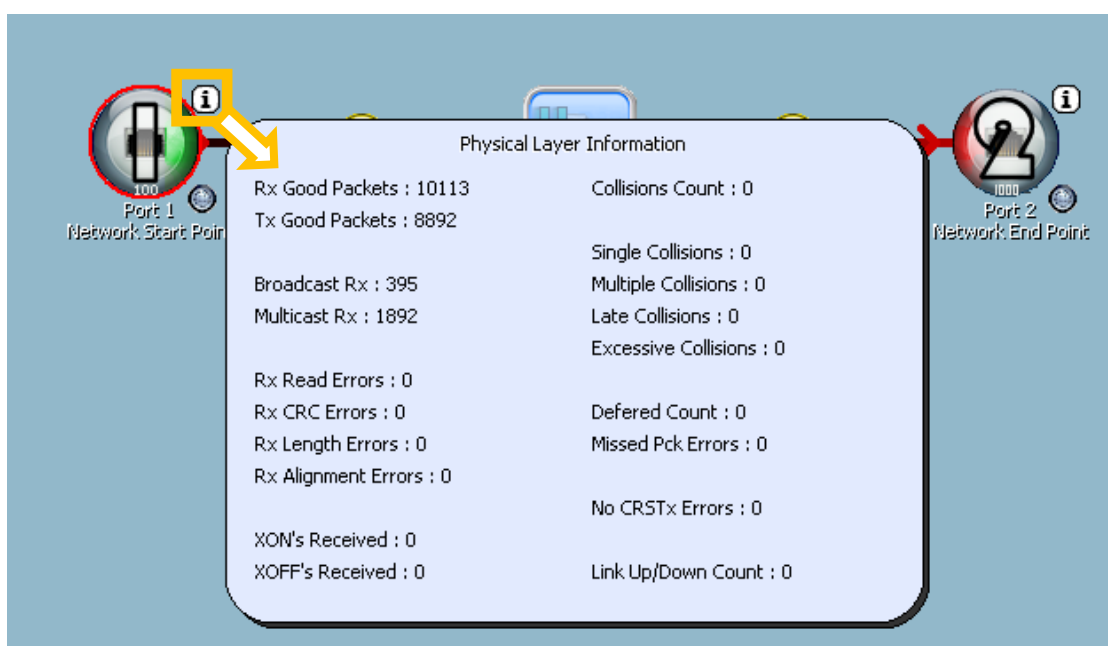 Physical Layer Information
Rx Good Packets : 10113
Collisions Count : 0
Tx Good Packets : 8892
Single Collisions : 0
Broadcast Rx : 395
Multiple Collisions : 0
Multicast Rx : 1892
Late Collisions : 0
Excessive Collisions : 0
Rx Read Errors : 0
Rx CRC Errors : 0
Defered Count : 0
Rx Length Errors : 0
Missed Pck Errors : 0
Rx Alignment Errors : 0
No CRSTx Errors : 0
XON's Received : 0
XOFF's Received : 0
Link Up/Down Count : 0
i
1
100
Port 1
Network Start Poin
i
2
1000
Port 2
Network End Point